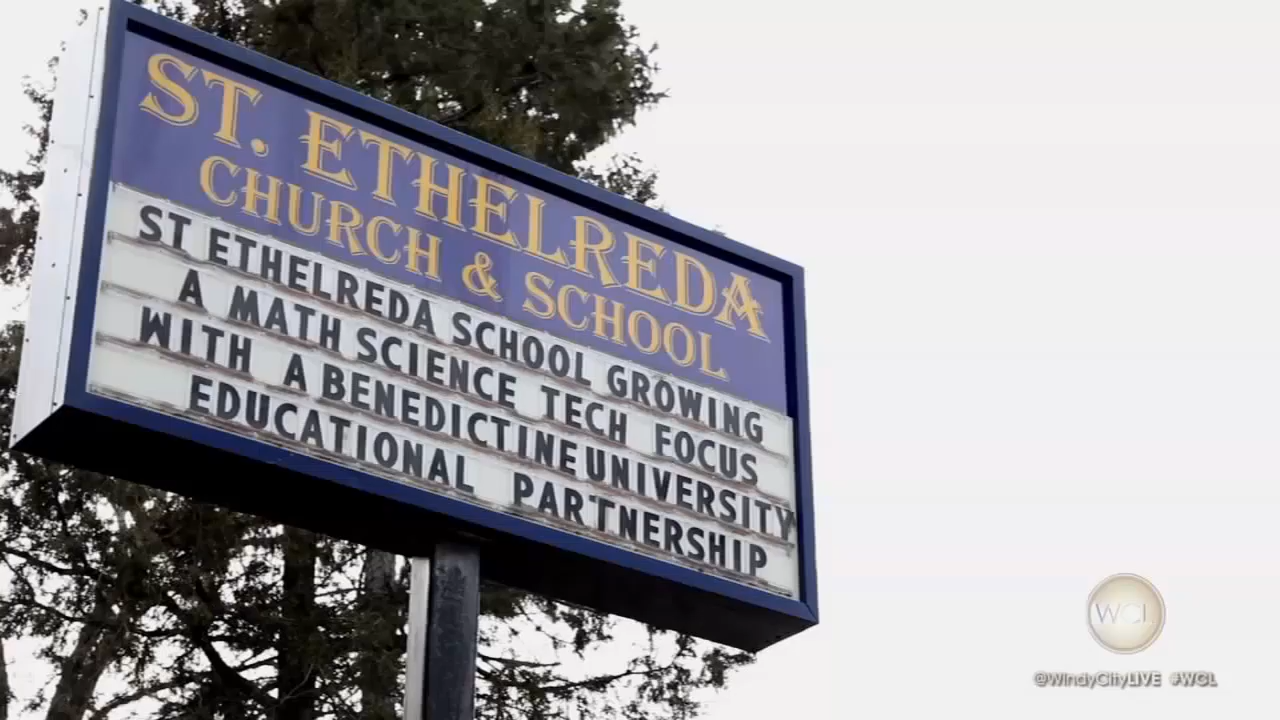 ST. ETHELREDA
CHURCH & SCHOOL
ST ETHELREDA SCHOOL GROWING
A MATH SCIENCE TECH FOCUS
WITH A BENEDICTINE UNIVERSITY
EDUCATIONAL PARTNERSHIP
WCL
@WindyCityLIVE #WCL